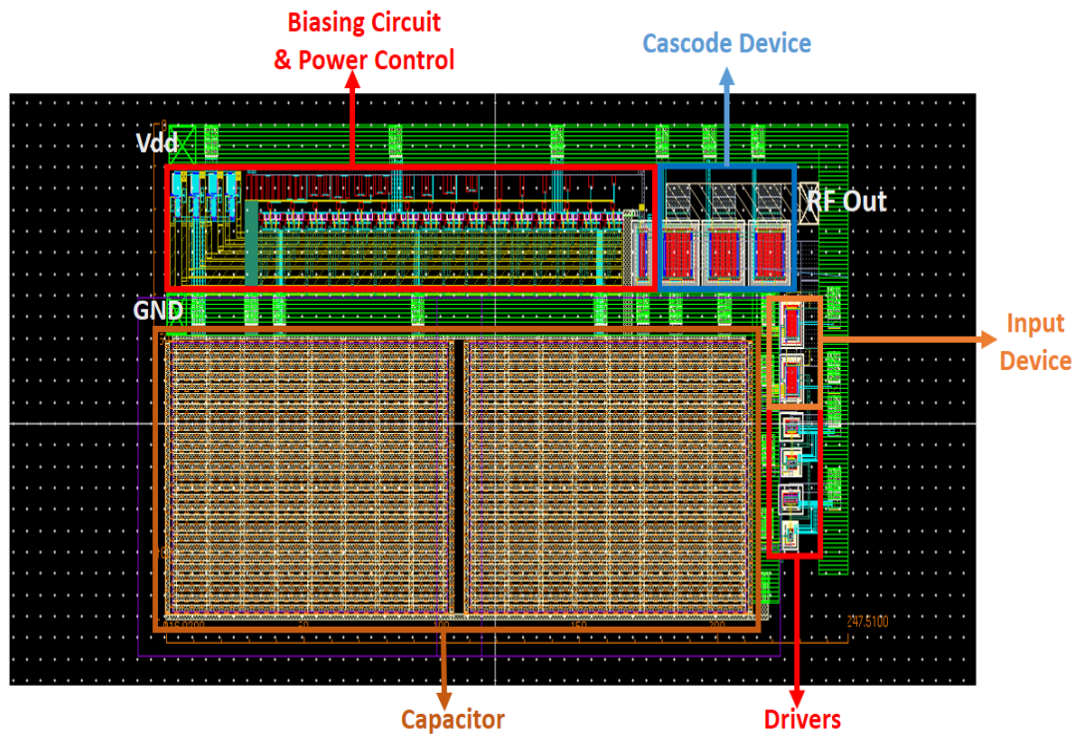 Biasing Circuit
& Power Control
Cascode Device
Vdd
RF Out
GND
Input
Device
50
100
150
200
247.5100
Capacitor
Drivers